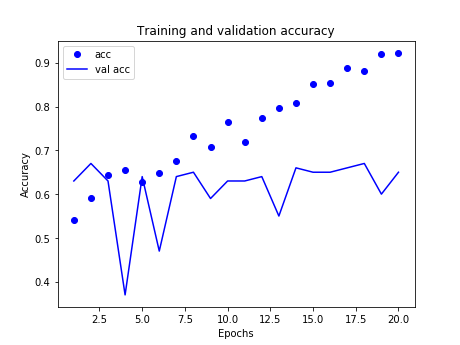 Training and validation accuracy
acc
val acc
Accuracy
0.9
0.8
0.7
0.6
0.5
0.4
2.5 5.0 7.5 10.0 12.5 15.0 17.5 20.0
Epochs